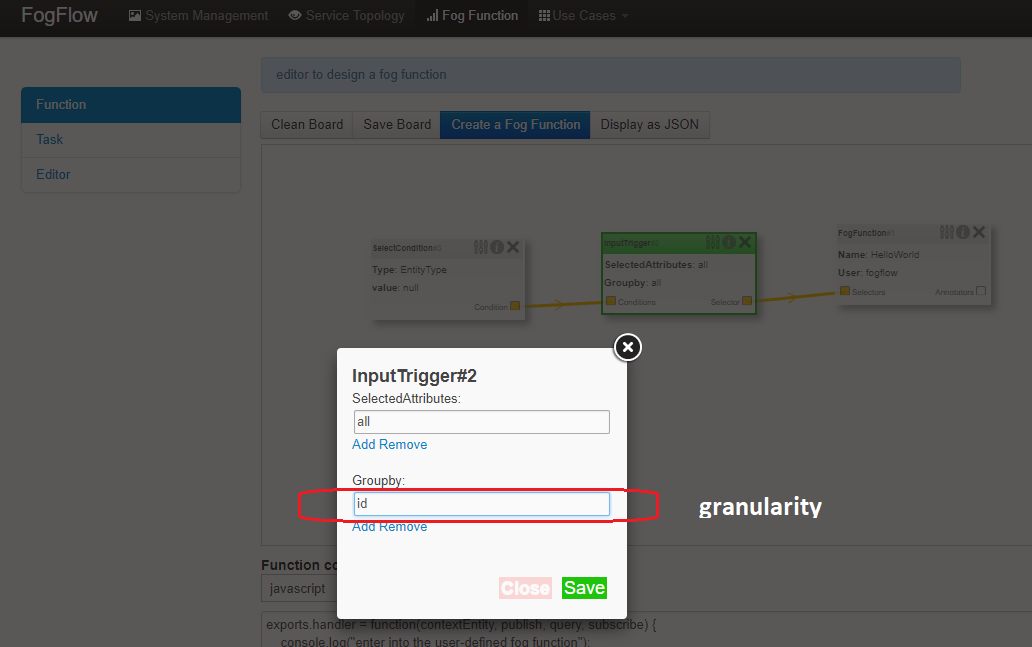 FogFlow System Management Service Topology Fog Function Use Cases
editor to design a fog function
Function
Task
Editor
Clean Board Save Board Create a Fog Function Display as JSON
SelectCondition#3
Type: EntityType
value: null
Condition
InputTrigger#2
SelectedAttributes: all
Groupby: all
Conditions Selector
FogFunction#1
Name: HelloWorld
User: fogflow
Selectors Annotators
InputTrigger#2
SelectedAttributes:
all
Add Remove
Groupby:
id
Add Remove
granularity
Close Save
Function co
javascript
exports.handler = function(contextEntity, publish, query, subscribe) {
console.log("enter into the user-defined fog function");